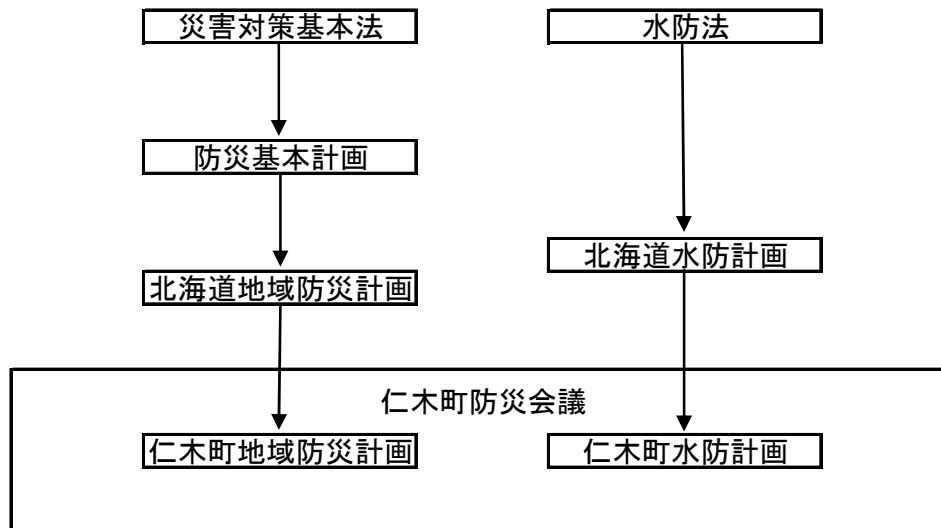 災害対策基本法
水防法
防災基本計画
北海道水防計画
北海道地域防災計画
仁木町防災会議
仁木町地域防災計画
仁木町水防計画